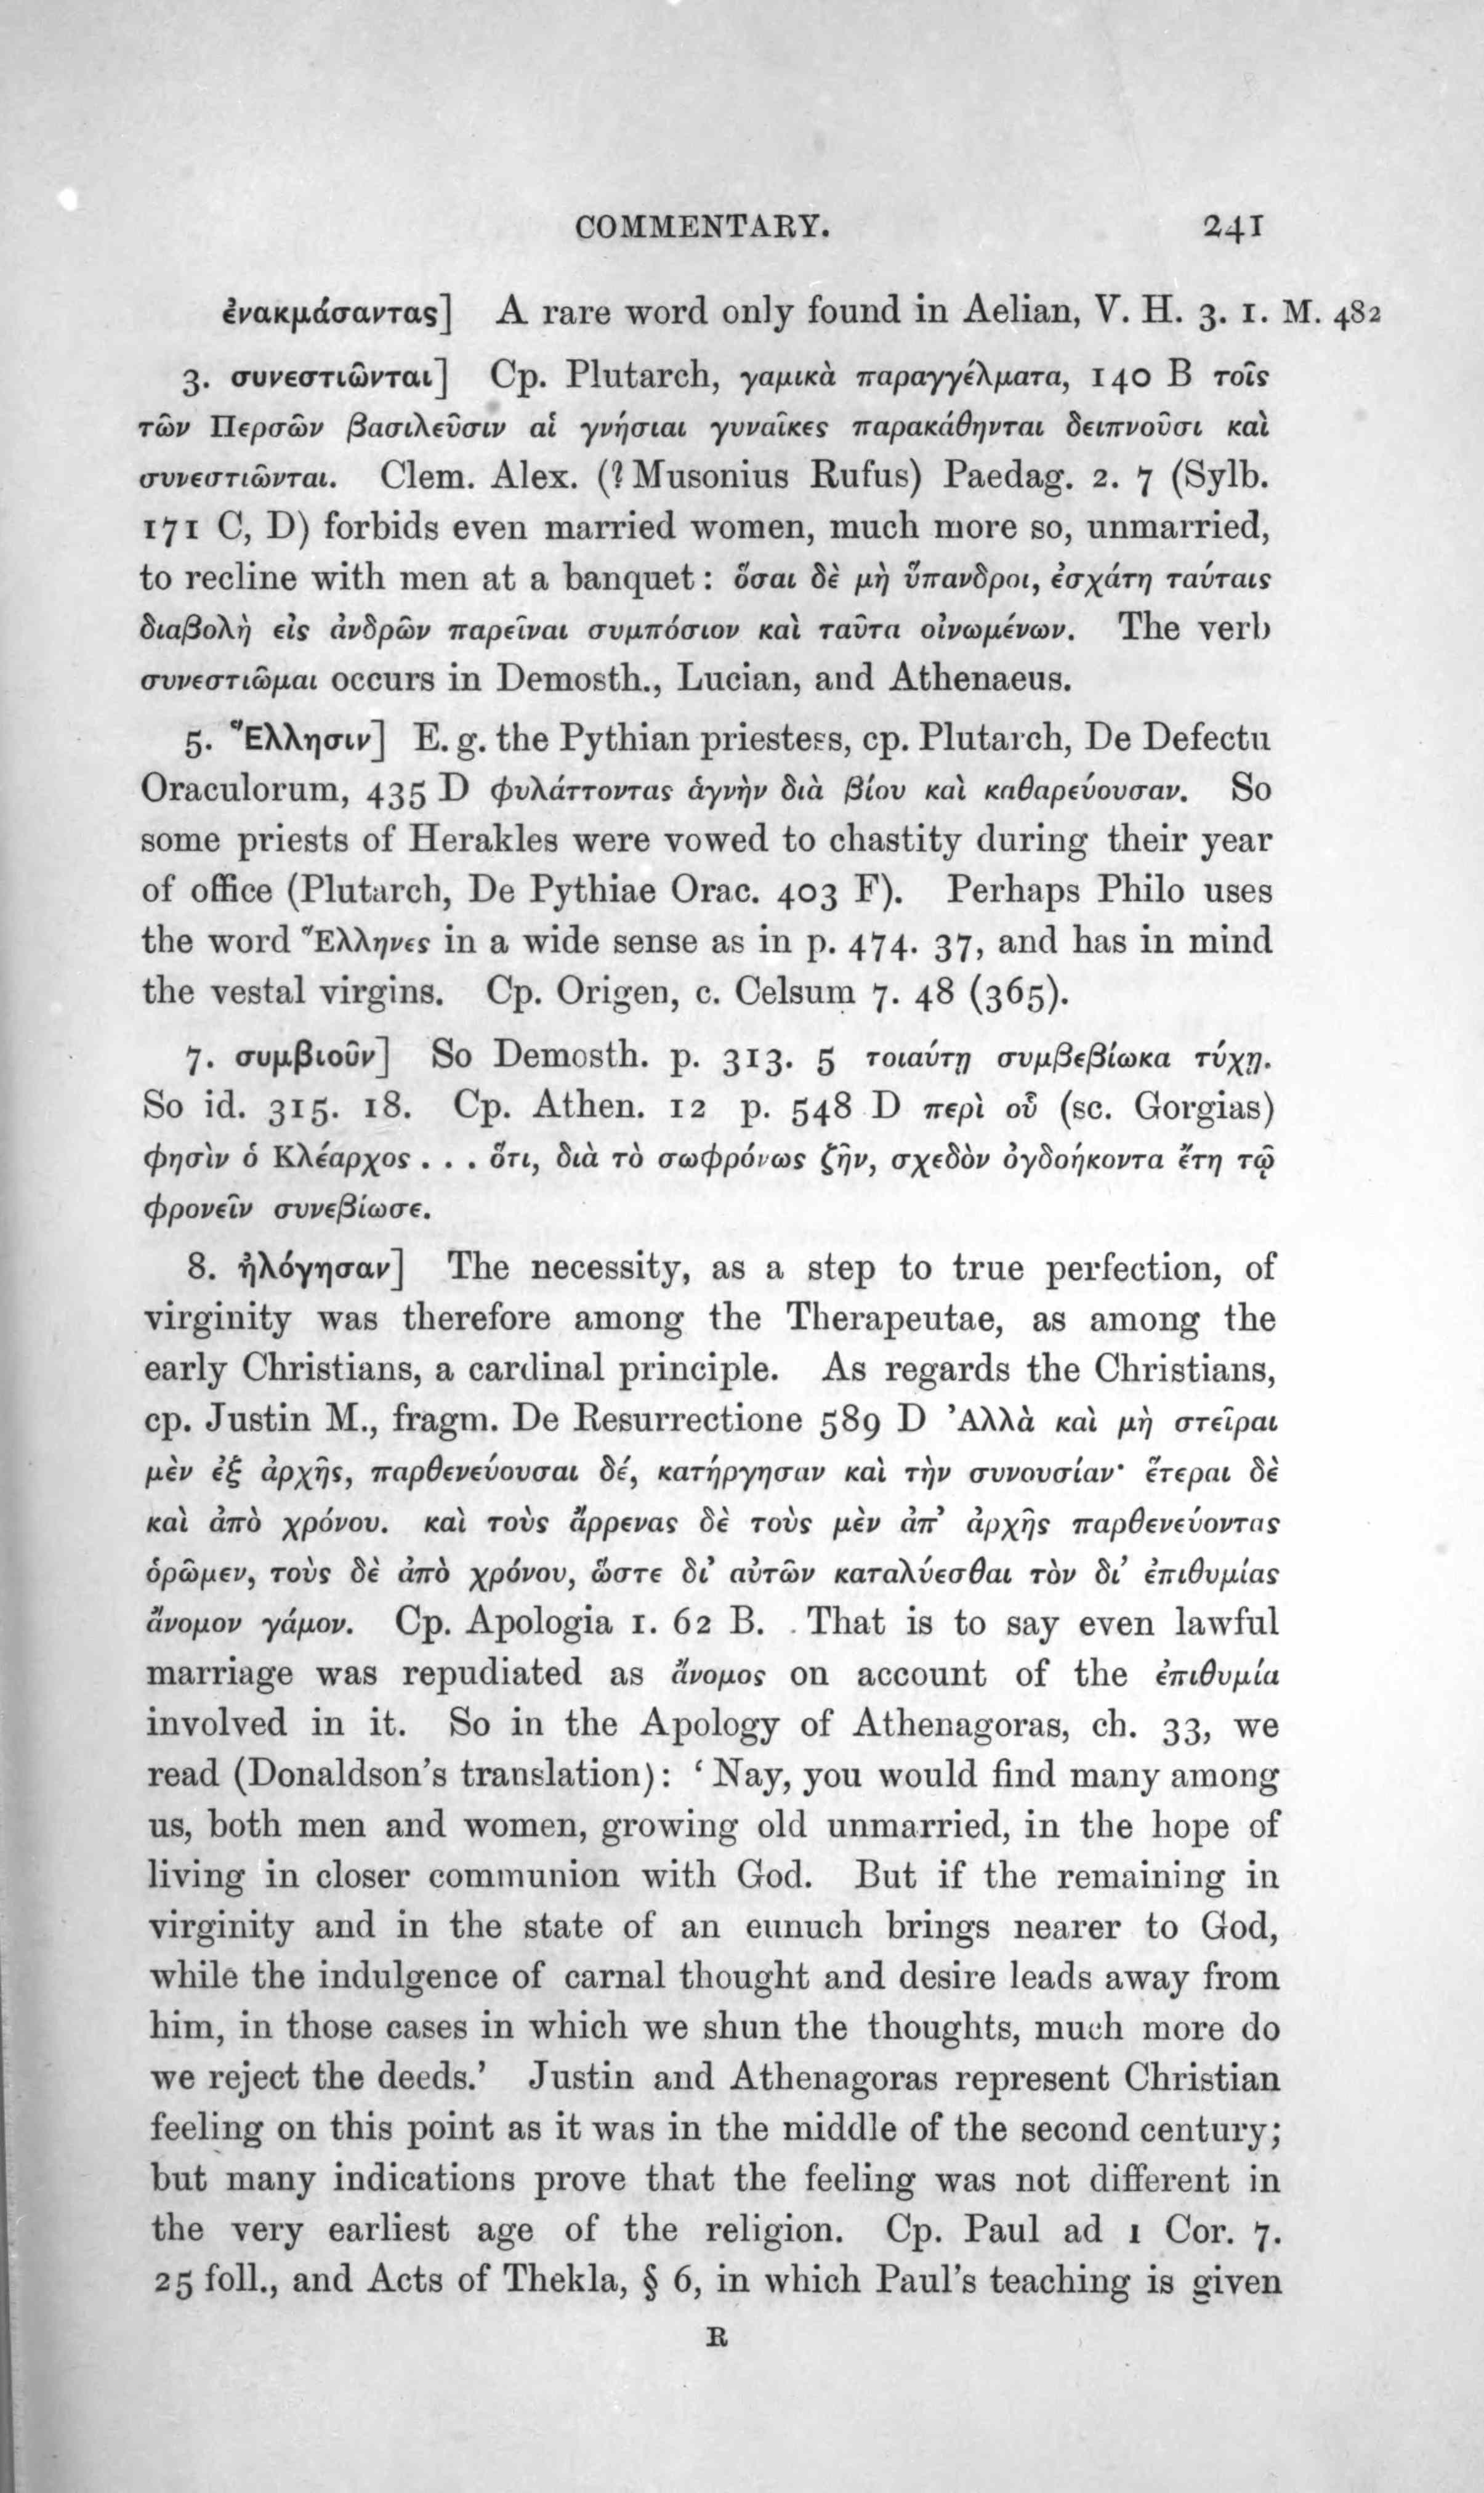 COMMENTARY. 241
ἐνακμάσαντας] A rare word only found in Aelian, V. H. 3. 1. M. 482
3. συνεστιῶνται] Cp. Plutarch, γαμικὰ παραγγέλματα, 140 B τοῖς
τῶν Περσῶν βασιλεῦσιν αἱ γνήσιαι γυναῖκες παρακάθηνται δειπνοῦσι καὶ
συνεστιῶνται. Clem. Alex. (? Musonius Rufus) Paedag. 2. 7 (Sylb.
171 C, D) forbids even married women, much more so, unmarried,
to recline with men at a banquet: ὅσαι δὲ μὴ ὕπανδροι, ἐσχάτη ταύταις
διαβολὴ εἰς ἀνδρῶν παρεῖναι συμπόσιον καὶ ταῦτα οἰνωμένων. The verb
συνεστιῶμαι occurs in Demosth., Lucian, and Athenaeus.
5. Ἕλλησιν] E. g. the Pythian priestess, cp. Plutarch, De Defectu
Oraculorum, 435 D φυλάττοντας ἁγνὴν διὰ βίου καὶ καθαρεύουσαν. So
some priests of Herakles were vowed to chastity during their year
of office (Plutarch, De Pythiae Orac. 403 F). Perhaps Philo uses
the word Ἕλληνες in a wide sense as in p. 474. 37, and has in mind
the vestal virgins. Cp. Origen, c. Celsum 7. 48 (365).
7. συμβιοῦν] So Demosth. p. 313. 5 τοιαύτῃ συμβεβίωκα τύχῃ.
So id. 315. 18. Cp. Athen. 12 p. 548 D περὶ οὗ (sc. Gorgias)
φησὶν ὁ Κλέαρχος . . . ὅτι, διὰ τὸ σωφρόνως ζῆν, σχεδὸν ὀγδοήκοντα ἔτη τῷ
φρονεῖν συνεβίωσε.
8. ἠλόγησαν] The necessity, as a step to true perfection, of
virginity was therefore among the Therapeutae, as among the
early Christians, a cardinal principle. As regards the Christians,
cp. Justin M., fragm. De Resurrectione 589 D Ἀλλὰ καὶ μὴ στεῖραι
μὲν ἐξ ἀρχῆς, παρθενεύουσαι δέ, κατήργησαν καὶ τὴν συνουσίαν· ἕτεραι δὲ
καὶ ἀπὸ χρόνου. καὶ τοὺς ἄρρενας δὲ τοὺς μὲν ἀπ' ἀρχῆς παρθενεύοντας
ὁρῶμεν, τοὺς δὲ ἀπὸ χρόνου, ὥστε δι' αὐτῶν καταλύεσθαι τὸν δι' ἐπιθυμίας
ἄνομον γάμον. Cp. Apologia 1. 62 B. That is to say even lawful
marriage was repudiated as ἄνομος on account of the ἐπιθυμία
involved in it. So in the Apology of Athenagoras, ch. 33, we
read (Donaldson's translation): 'Nay, you would find many among
us, both men and women, growing old unmarried, in the hope of
living in closer communion with God. But if the remaining in
virginity and in the state of an eunuch brings nearer to God,
while the indulgence of carnal thought and desire leads away from
him, in those cases in which we shun the thoughts, much more do
we reject the deeds.' Justin and Athenagoras represent Christian
feeling on this point as it was in the middle of the second century;
but many indications prove that the feeling was not different in
the very earliest age of the religion. Cp. Paul ad 1 Cor. 7.
25 foll., and Acts of Thekla, § 6, in which Paul's teaching is given
R